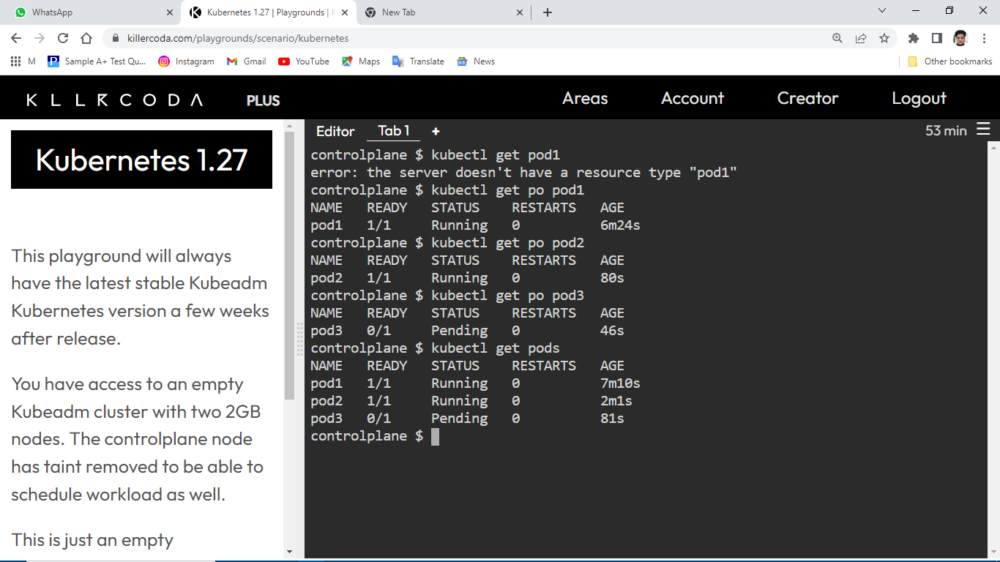 WhatsApp
Kubernetes 1.27 | Playgrounds | K
New Tab
killercoda.com/playgrounds/scenario/kubernetes
M
Sample A+ Test Qu...
Instagram
Gmail
YouTube
Maps
Translate
News
Other bookmarks
KLLRCODA
PLUS
Areas
Account
Creator
Logout
Kubernetes 1.27
This playground will always
have the latest stable Kubeadm
Kubernetes version a few weeks
after release.
You have access to an empty
Kubeadm cluster with two 2GB
nodes. The controlplane node
has taint removed to be able to
schedule workload as well.
This is just an empty
Editor Tab 1 +
53 min
controlplane $ kubectl get pod1
error: the server doesn't have a resource type "pod1"
controlplane $ kubectl get po pod1
NAME READY STATUS RESTARTS AGE
pod1 1/1 Running 0 6m24s
controlplane $ kubectl get po pod2
NAME READY STATUS RESTARTS AGE
pod2 1/1 Running 0 80s
controlplane $ kubectl get po pod3
NAME READY STATUS RESTARTS AGE
pod3 0/1 Pending 0 46s
controlplane $ kubectl get pods
NAME READY STATUS RESTARTS AGE
pod1 1/1 Running 0 7m10s
pod2 1/1 Running 0 2m1s
pod3 0/1 Pending 0 81s
controlplane $